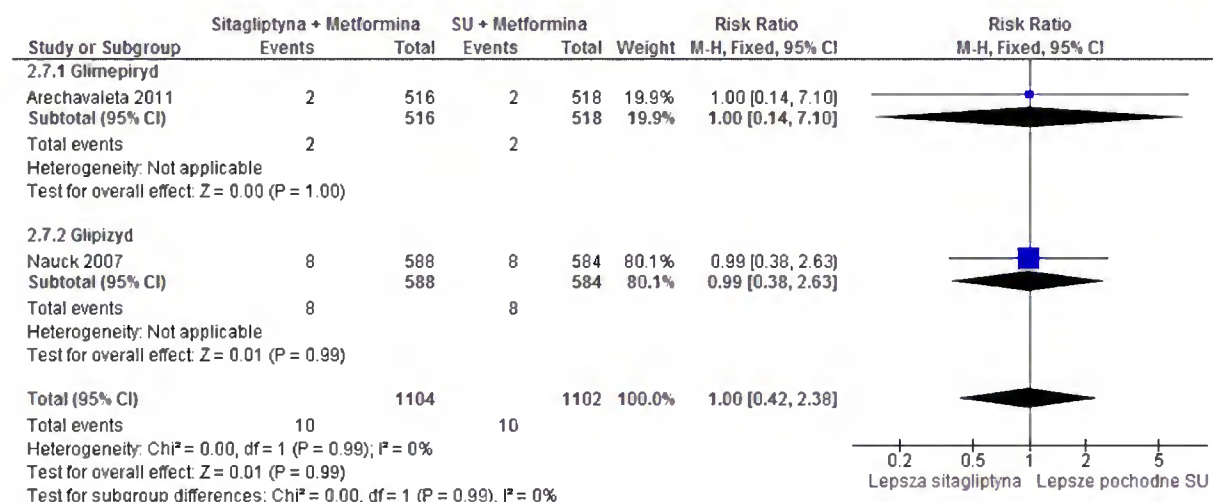 Sitagliptyna + Metformina SU + Metformina Risk Ratio Risk Ratio
Study or Subgroup Events Total Events Total Weight M-H, Fixed, 95% CI M-H, Fixed, 95% CI
2.7.1 Glimepiryd
Arechavaleta 2011 2 516 2 518 19.9% 1.00 [0.14, 7.10]
Subtotal (95% CI) 516 518 19.9% 1.00 [0.14, 7.10]
Total events 2 2
Heterogeneity: Not applicable
Test for overall effect: Z = 0.00 (P = 1.00)
2.7.2 Glipizyd
Nauck 2007 8 588 8 584 80.1% 0.99 [0.38, 2.63]
Subtotal (95% CI) 588 584 80.1% 0.99 [0.38, 2.63]
Total events 8 8
Heterogeneity: Not applicable
Test for overall effect: Z = 0.01 (P = 0.99)
Total (95% CI) 1104 1102 100.0% 1.00 [0.42, 2.38]
Total events 10 10
Heterogeneity: Chi² = 0.00, df = 1 (P = 0.99); I² = 0%
Test for overall effect: Z = 0.01 (P = 0.99)
Test for subgroup differences: Chi² = 0.00, df = 1 (P = 0.99), I² = 0%
0.2 0.5 1 2 5
Lepsza sitagliptyna Lepsze pochodne SU